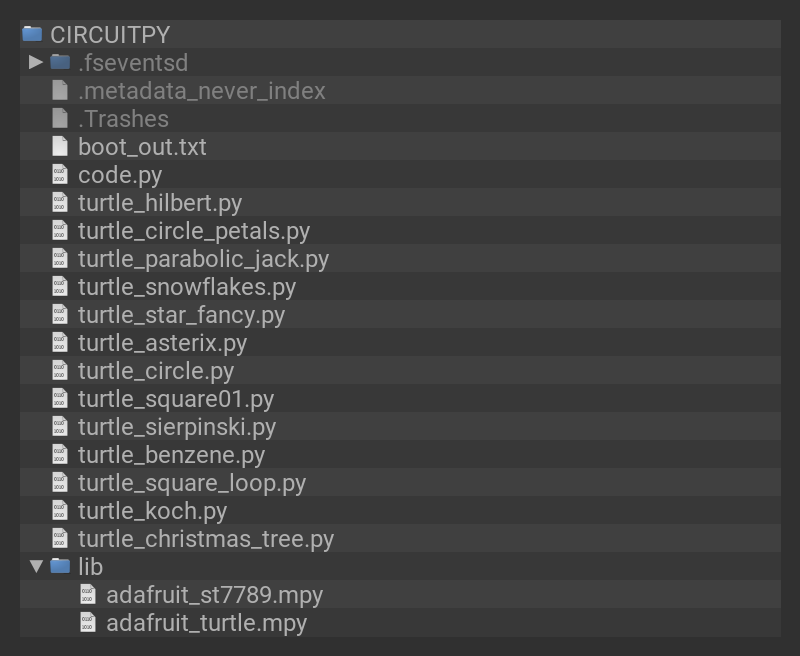 CIRCUITPY
.fseventsd
.metadata_never_index
.Trashes
boot_out.txt
code.py
turtle_hilbert.py
turtle_circle_petals.py
turtle_parabolic_jack.py
turtle_snowflakes.py
turtle_star_fancy.py
turtle_asterix.py
turtle_circle.py
turtle_square01.py
turtle_sierpinski.py
turtle_benzene.py
turtle_square_loop.py
turtle_koch.py
turtle_christmas_tree.py
lib
adafruit_st7789.mpy
adafruit_turtle.mpy